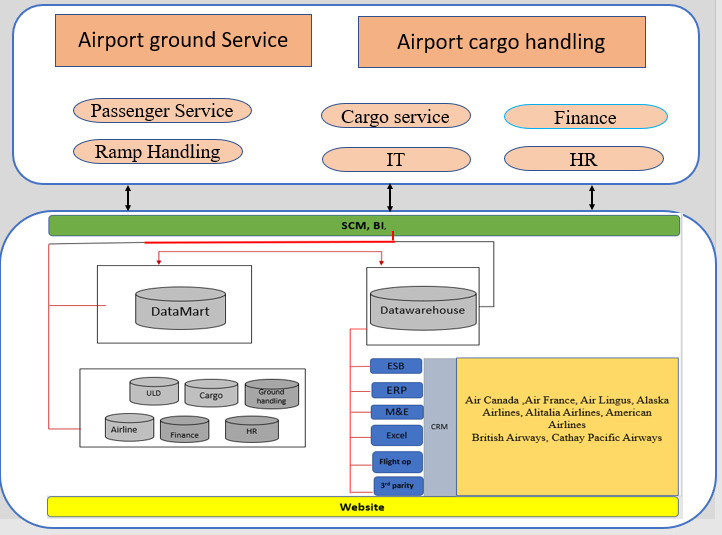 Airport ground Service
Airport cargo handling
Passenger Service
Cargo service
Finance
Ramp Handling
IT
HR
SCM, BI.
DataMart
Datawarehouse
ULD
Cargo
Ground
handling
Airline
Finance
HR
ESB
ERP
M&E
Excel
Flight op
3rd parity
CRM
Air Canada ,Air France, Air Lingus, Alaska
Airlines, Alitalia Airlines, American
Airlines
British Airways, Cathay Pacific Airways
Website